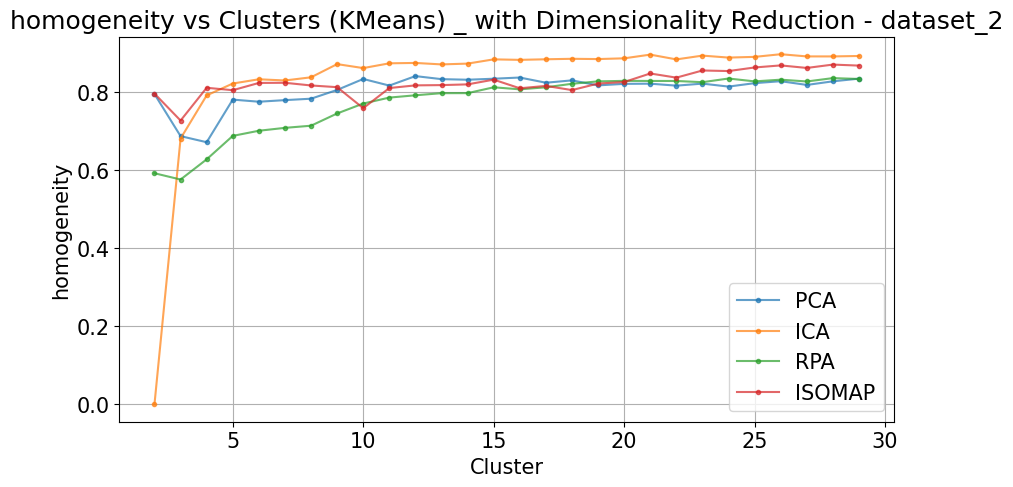 homogeneity vs Clusters (KMeans) _ with Dimensionality Reduction - dataset_2
homogeneity
0.8
0.6
0.4
0.2
0.0
5
10
15
20
25
30
Cluster
PCA
ICA
RPA
ISOMAP